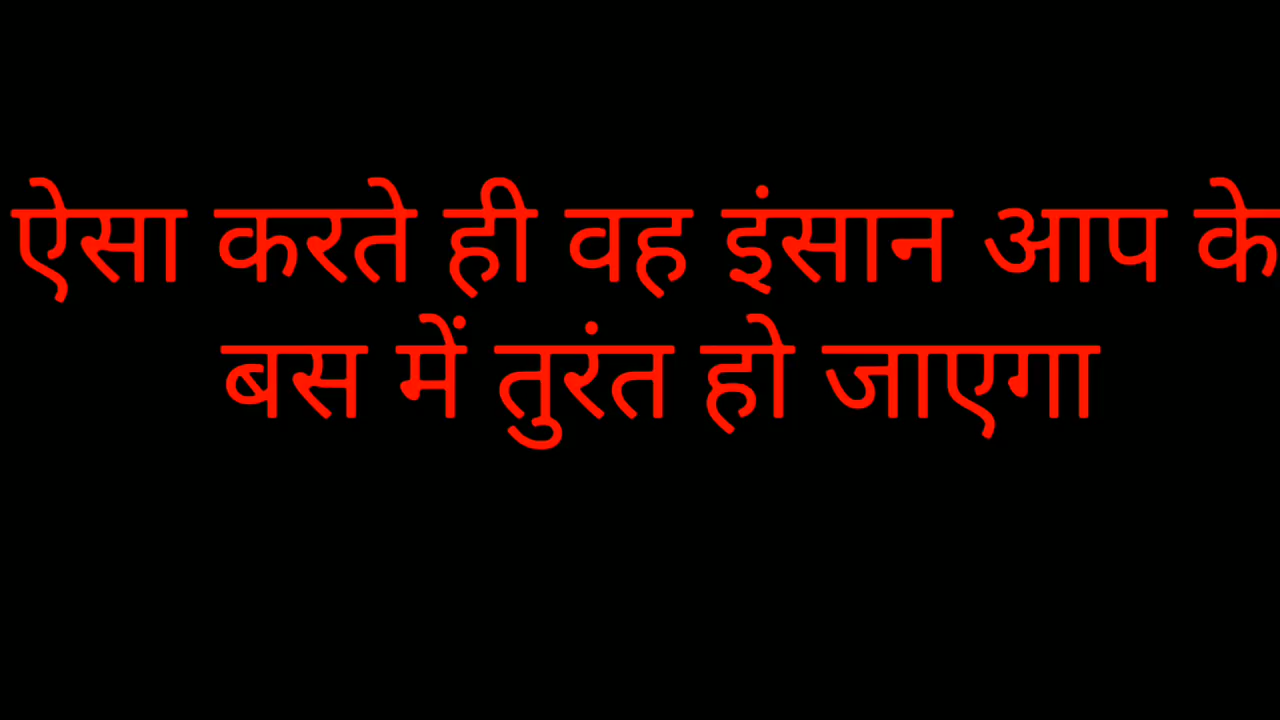 ऐसा करते ही वह इंसान आप के
बस में तुरंत हो जाएगा